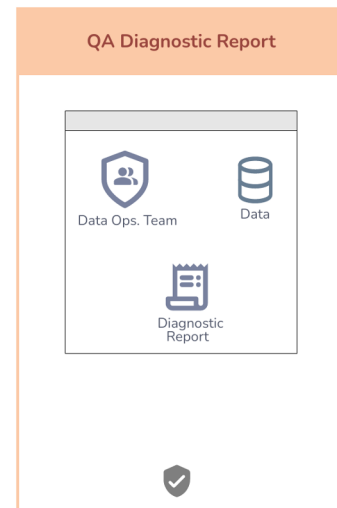 QA Diagnostic Report
Data Ops. Team
Data
Diagnostic
Report